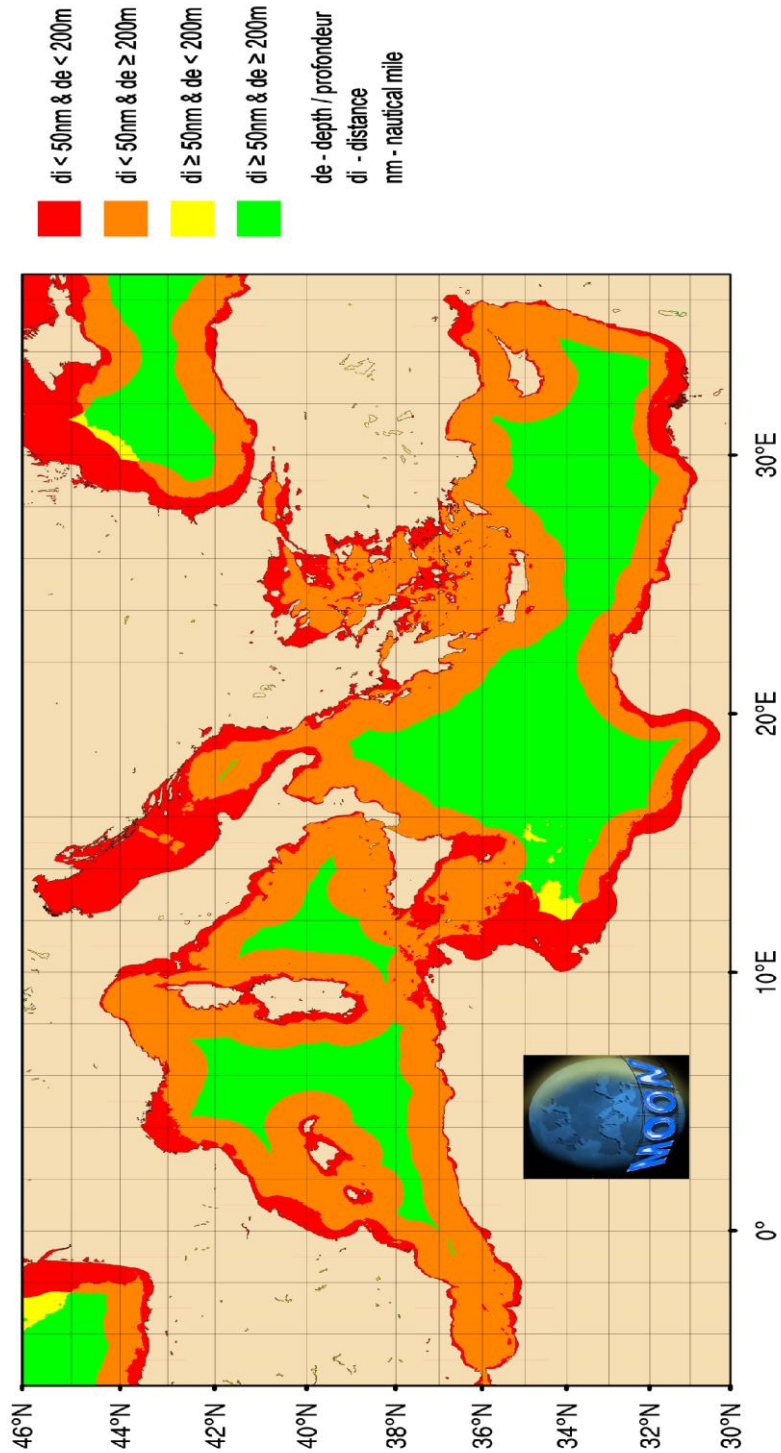 di < 50nm & de < 200m
di < 50nm & de ≥ 200m
di ≥ 50nm & de < 200m
di ≥ 50nm & de ≥ 200m
de - depth / profondeur
di - distance
nm - nautical mile
46°N
44°N
42°N
40°N
38°N
36°N
34°N
32°N
30°N
0°
10°E
20°E
30°E
MOON